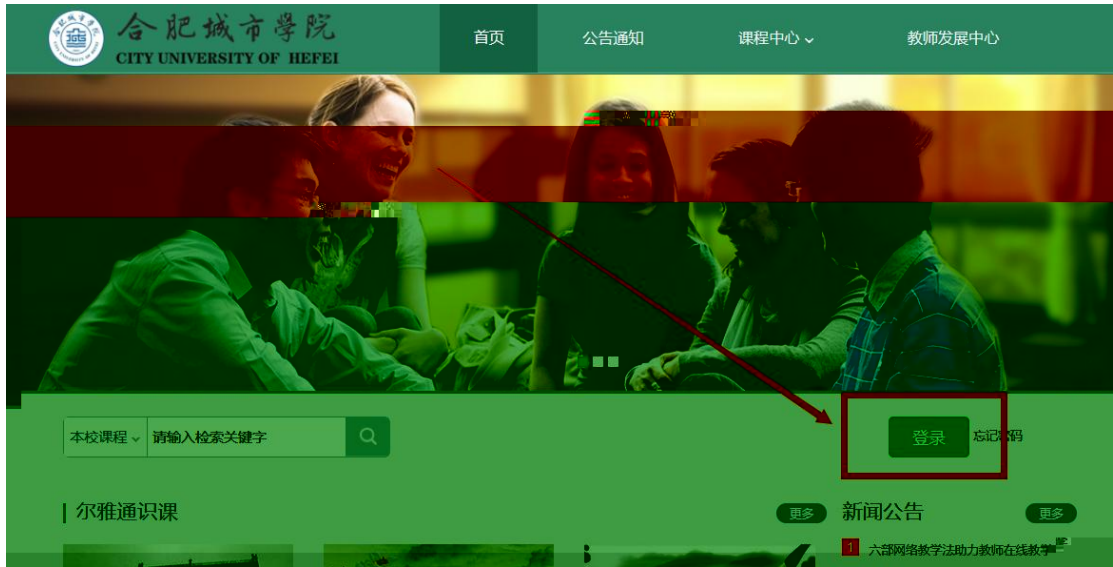 合肥城市学院
CITY UNIVERSITY OF HEFEI
首页 公告通知 课程中心 教师发展中心
本校课程 请输入检索关键字 登录 忘记密码
尔雅通识课 更多 新闻公告 更多
1 六部网络教学法助力教师在线教学